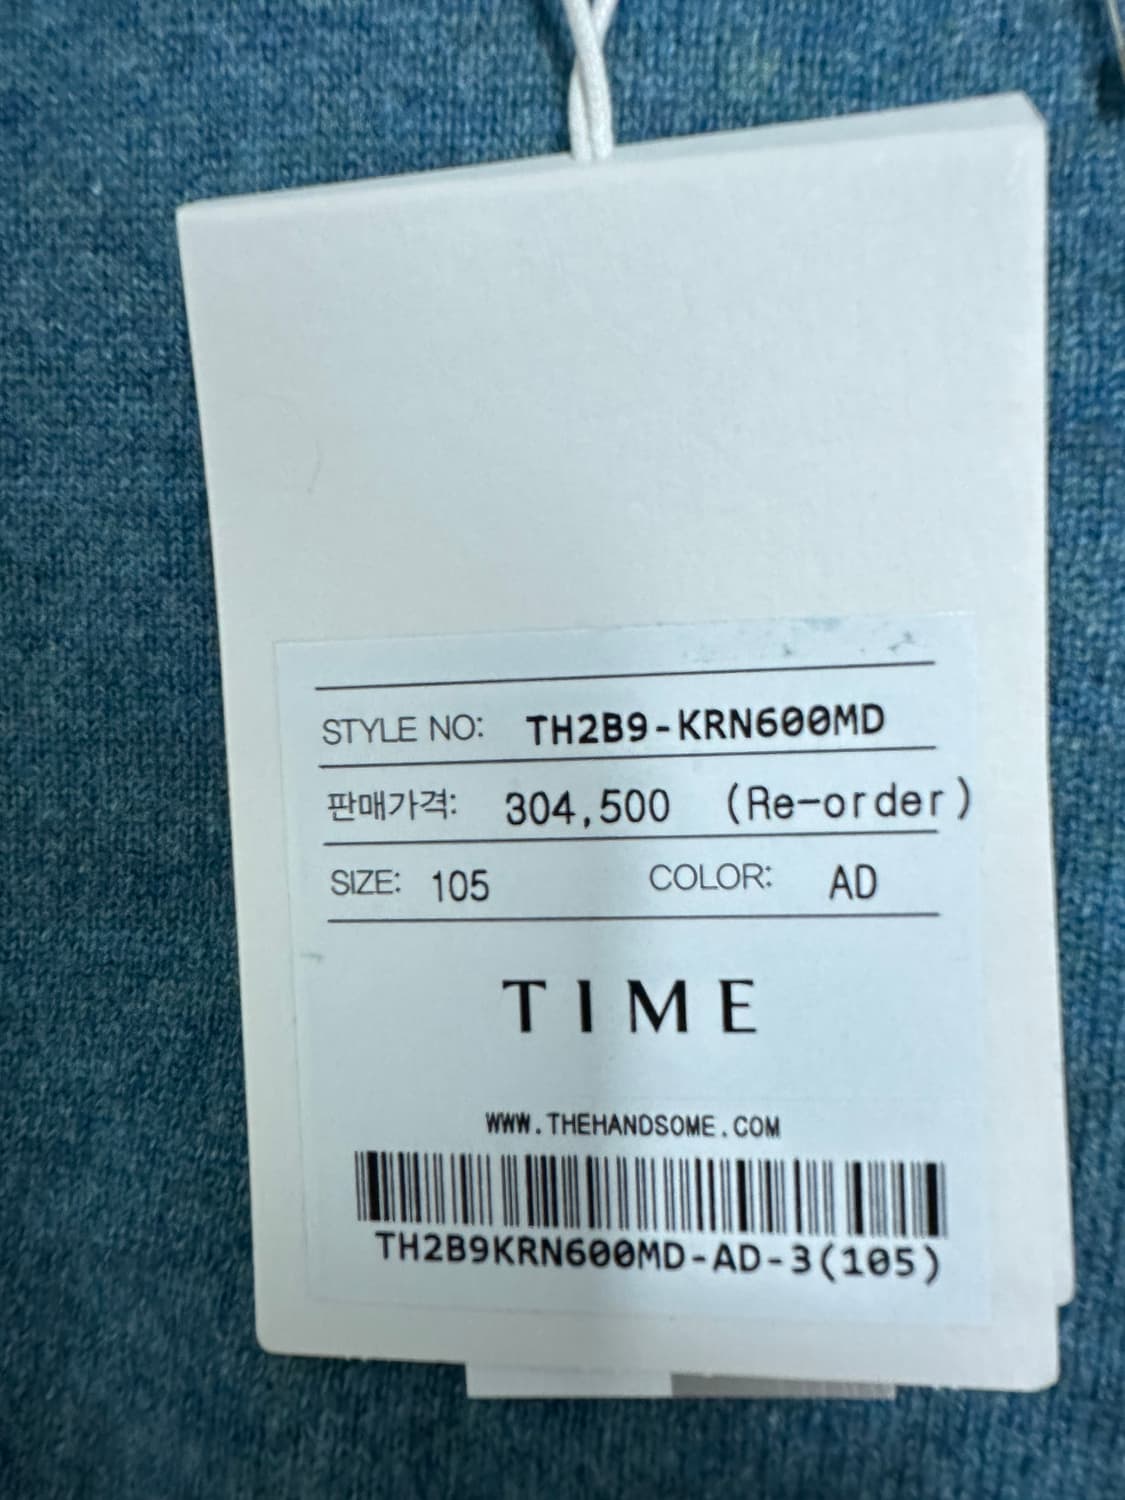 STYLE NO: TH2B9-KRN600MD
판매가격: 304,500 (Re-order)
SIZE: 105 COLOR: AD
TIME
WWW.THEHANDSOME.COM
TH2B9KRN600MD-AD-3(105)